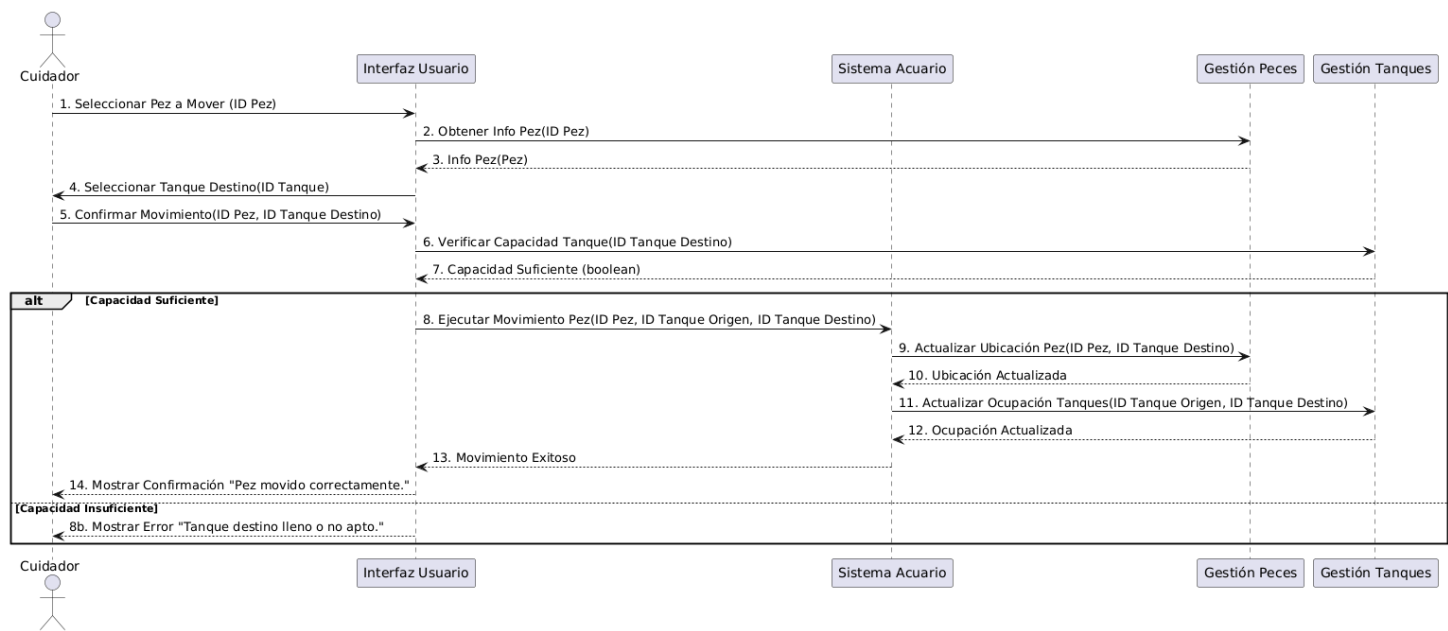 Cuidador
Interfaz Usuario
Sistema Acuario
Gestión Peces
Gestión Tanques
1. Seleccionar Pez a Mover (ID Pez)
2. Obtener Info Pez(ID Pez)
3. Info Pez(Pez)
4. Seleccionar Tanque Destino(ID Tanque)
5. Confirmar Movimiento(ID Pez, ID Tanque Destino)
6. Verificar Capacidad Tanque(ID Tanque Destino)
7. Capacidad Suficiente (boolean)
alt [Capacidad Suficiente]
8. Ejecutar Movimiento Pez(ID Pez, ID Tanque Origen, ID Tanque Destino)
9. Actualizar Ubicación Pez(ID Pez, ID Tanque Destino)
10. Ubicación Actualizada
11. Actualizar Ocupación Tanques(ID Tanque Origen, ID Tanque Destino)
12. Ocupación Actualizada
13. Movimiento Exitoso
14. Mostrar Confirmación "Pez movido correctamente."
[Capacidad Insuficiente]
8b. Mostrar Error "Tanque destino lleno o no apto."
Cuidador
Interfaz Usuario
Sistema Acuario
Gestión Peces
Gestión Tanques